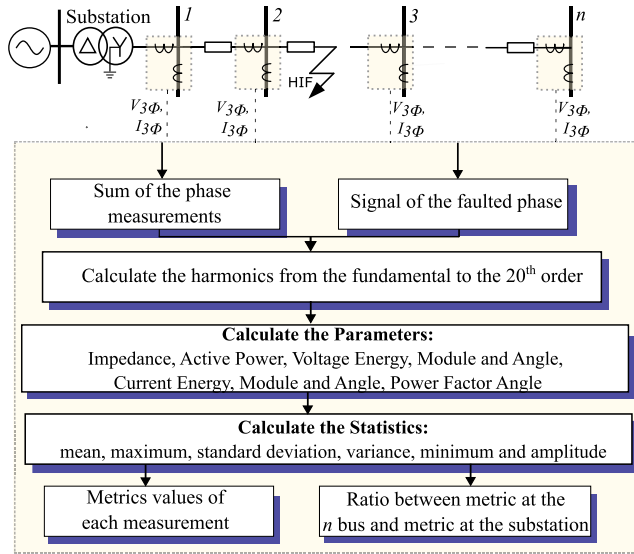 Substation 1 2 3 n
Δ
HIF
V3Φ, V3Φ, V3Φ, V3Φ,
I3Φ I3Φ I3Φ I3Φ
Sum of the phase
measurements
Signal of the faulted phase
Calculate the harmonics from the fundamental to the 20th order
Calculate the Parameters:
Impedance, Active Power, Voltage Energy, Module and Angle,
Current Energy, Module and Angle, Power Factor Angle
Calculate the Statistics:
mean, maximum, standard deviation, variance, minimum and amplitude
Metrics values of
each measurement
Ratio between metric at the
n bus and metric at the substation